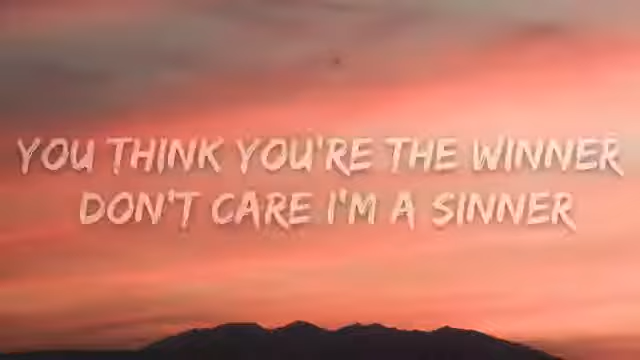 YOU THINK YOU'RE THE WINNER
DON'T CARE I'M A SINNER